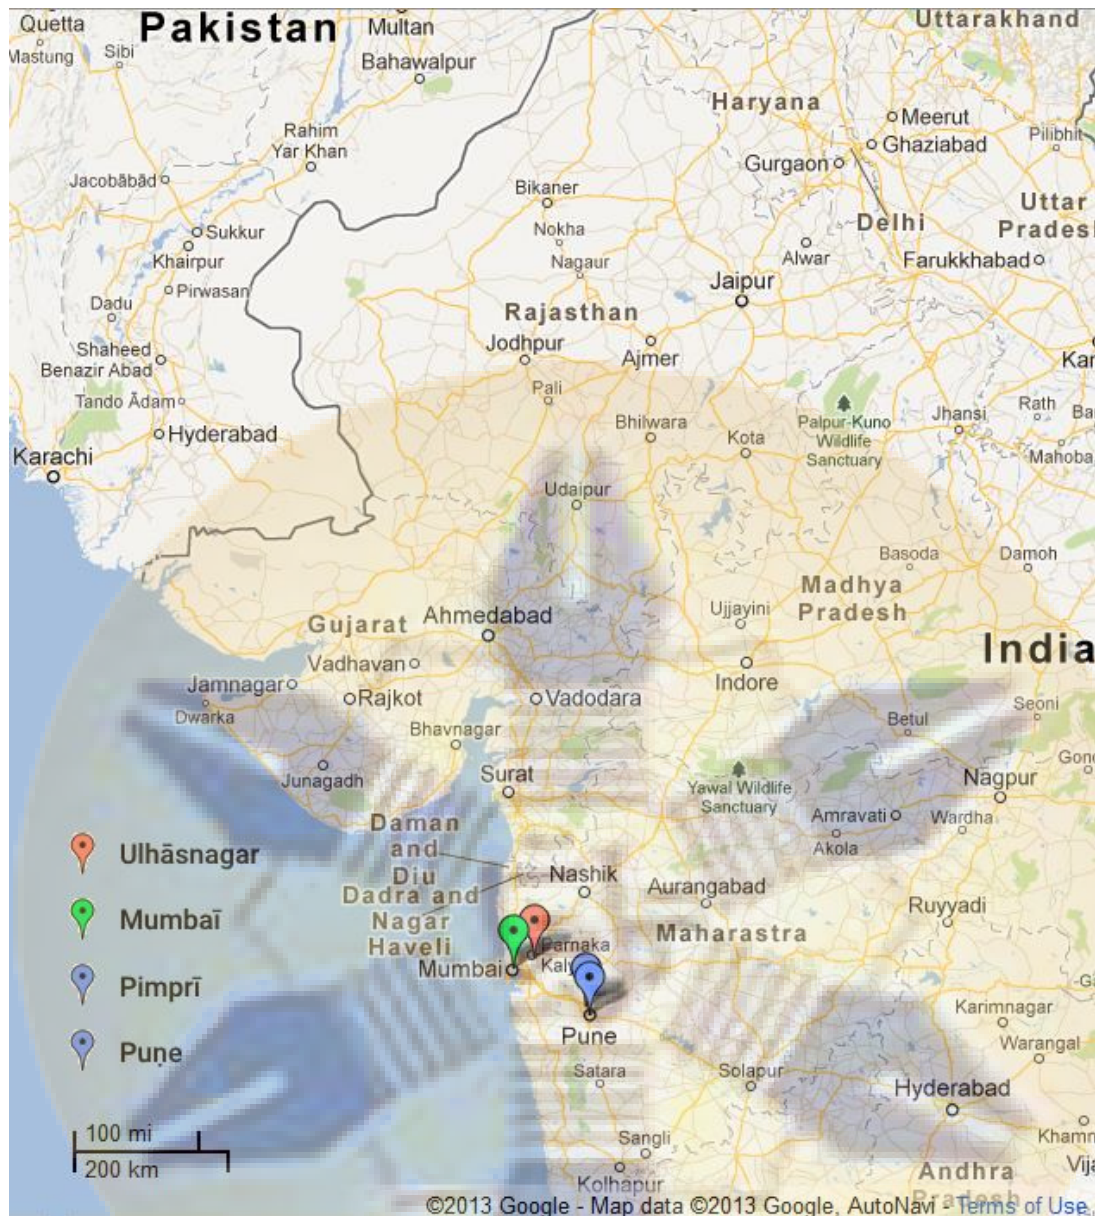 Quetta
Pakistan
Multan
Uttarakhand
Mastung
Sibi
Bahawalpur
Haryana
Meerut
Rahim
Yar Khan
Ghaziabad
Pilibhit
Gurgaon
Jacobābād
Bikaner
Uttar
Delhi
Sukkur
Nokha
Khairpur
Alwar
Farukkhabad
Nagaur
Jaipur
Pirwasan
Dadu
Rajasthan
Shaheed
Benazir Abad
Jodhpur
Ajmer
Pali
Tando Ādam
Hyderabad
Bhilwara
Kota
Palpur-Kuno
Wildlife
Sanctuary
Jhansi
Rath
Karachi
Mahoba
Udaipur
Basoda
Damoh
Madhya
Pradesh
Ahmedabad
Ujjayini
Gujarat
India
Vadhavan
Indore
Jamnagar
Rajkot
Vadodara
Seoni
Dwarka
Betul
Bhavnagar
Junagadh
Surat
Yawal Wildlife
Sanctuary
Nagpur
Amravati
Wardha
Akola
Daman
and
Diu
Dadra and
Nagar
Haveli
Ulhāsnagar
Nashik
Aurangabad
Ruyyadi
Mumbaī
Maharastra
Parnaka
Mumbai
Pimprī
Pune
Karimnagar
Warangal
Puṇe
Satara
Solapur
Hyderabad
100 mi
200 km
Sangli
Kolhapur
Andhra
Pradesh
©2013 Google - Map data ©2013 Google, AutoNavi - Terms of Use